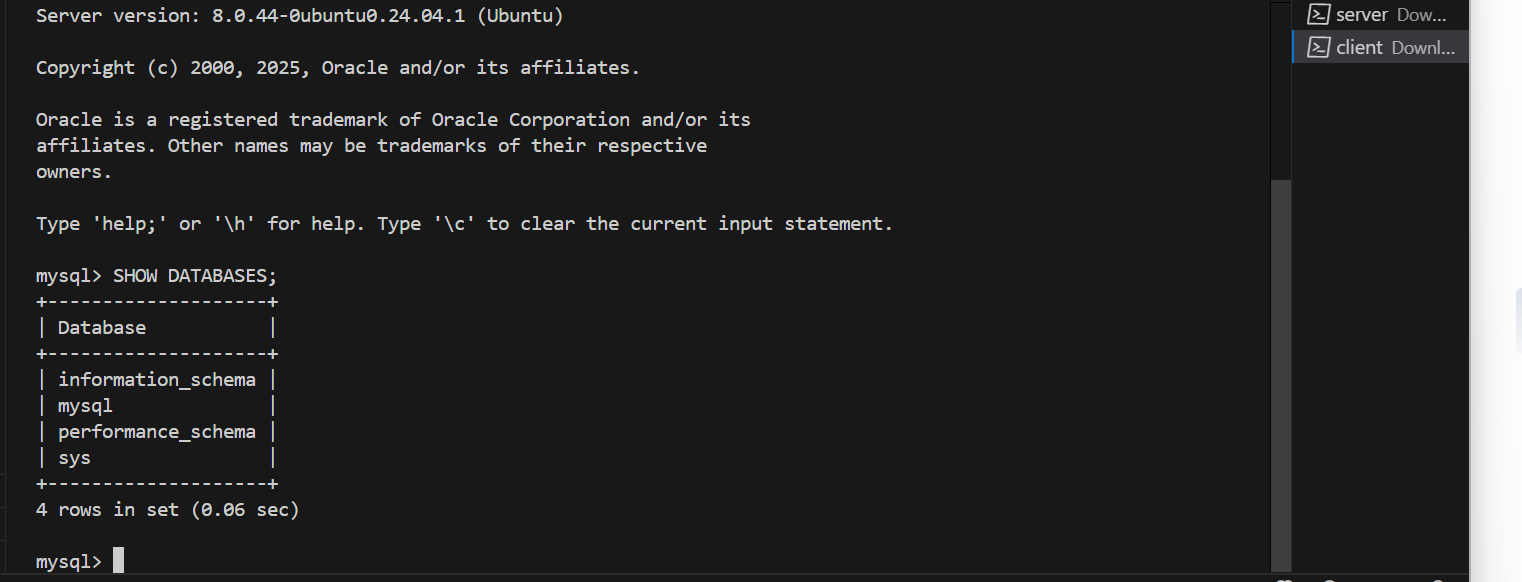 Server version: 8.0.44-0ubuntu0.24.04.1 (Ubuntu)
Copyright (c) 2000, 2025, Oracle and/or its affiliates.
Oracle is a registered trademark of Oracle Corporation and/or its
affiliates. Other names may be trademarks of their respective
owners.
Type 'help;' or '\h' for help. Type '\c' to clear the current input statement.
mysql> SHOW DATABASES;
+--------------------+
| Database           |
+--------------------+
| information_schema |
| mysql              |
| performance_schema |
| sys                |
+--------------------+
4 rows in set (0.06 sec)
mysql>
server Dow...
client Downl...